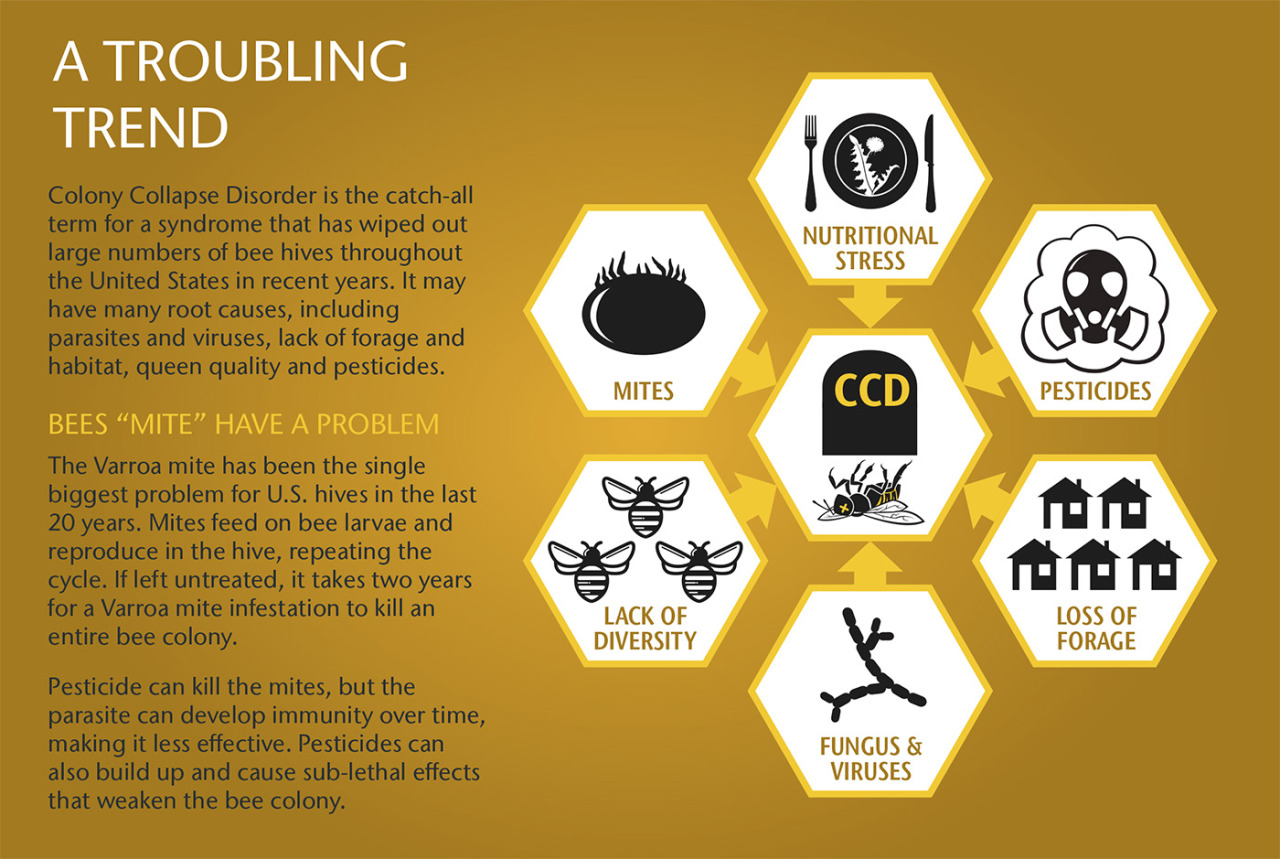 A TROUBLING
TREND
Colony Collapse Disorder is the catch-all
term for a syndrome that has wiped out
large numbers of bee hives throughout
the United States in recent years. It may
have many root causes, including
parasites and viruses, lack of forage and
habitat, queen quality and pesticides.
BEES “MITE” HAVE A PROBLEM
The Varroa mite has been the single
biggest problem for U.S. hives in the last
20 years. Mites feed on bee larvae and
reproduce in the hive, repeating the
cycle. If left untreated, it takes two years
for a Varroa mite infestation to kill an
entire bee colony.
Pesticide can kill the mites, but the
parasite can develop immunity over time,
making it less effective. Pesticides can
also build up and cause sub-lethal effects
that weaken the bee colony.
NUTRITIONAL
STRESS
MITES
PESTICIDES
CCD
LACK OF
DIVERSITY
LOSS OF
FORAGE
FUNGUS &
VIRUSES